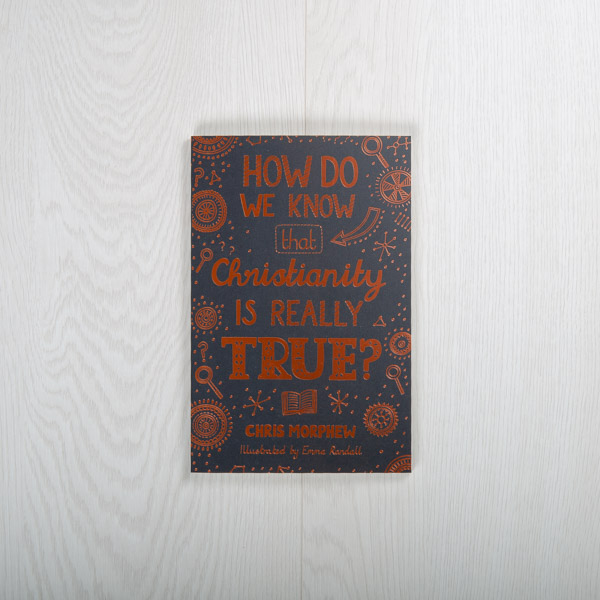 HOW DO
WE KNOW
that
Christianity
IS REALLY
TRUE?
CHRIS MORPHEW
Illustrated by Emma Randall